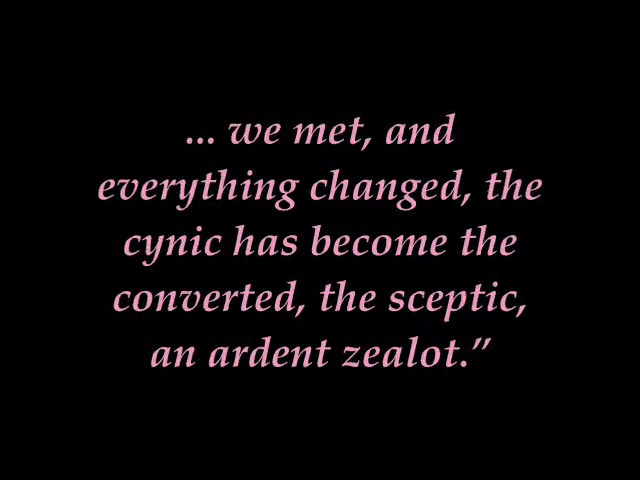 ... we met, and
everything changed, the
cynic has become the
converted, the sceptic,
an ardent zealot.”